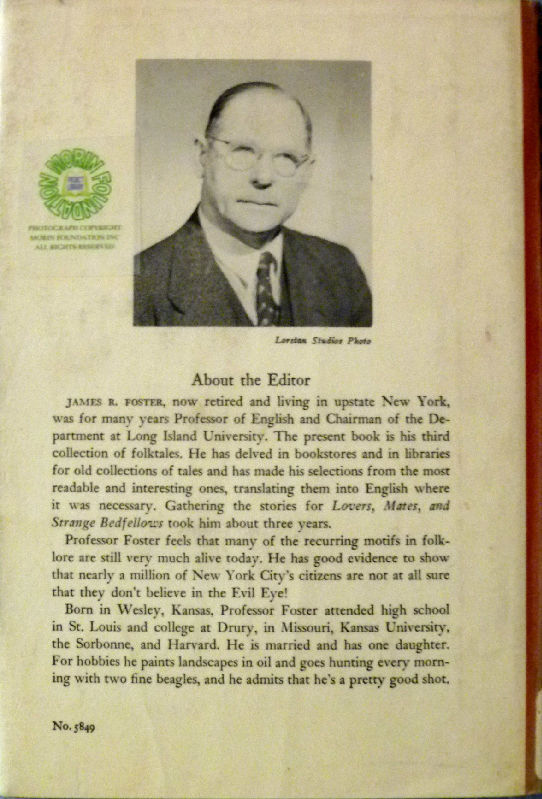 MORIN FOUNDATION
PHOTOGRAPH COPYRIGHT
MORIN FOUNDATION INC
ALL RIGHTS RESERVED
Loretan Studios Photo
About the Editor
JAMES R. FOSTER, now retired and living in upstate New York,
was for many years Professor of English and Chairman of the De-
partment at Long Island University. The present book is his third
collection of folktales. He has delved in bookstores and in libraries
for old collections of tales and has made his selections from the most
readable and interesting ones, translating them into English where
it was necessary. Gathering the stories for Lovers, Mates, and
Strange Bedfellows took him about three years.
Professor Foster feels that many of the recurring motifs in folk-
lore are still very much alive today. He has good evidence to show
that nearly a million of New York City's citizens are not at all sure
that they don't believe in the Evil Eye!
Born in Wesley, Kansas, Professor Foster attended high school
in St. Louis and college at Drury, in Missouri, Kansas University,
the Sorbonne, and Harvard. He is married and has one daughter.
For hobbies he paints landscapes in oil and goes hunting every morn-
ing with two fine beagles, and he admits that he's a pretty good shot.
No. 5849